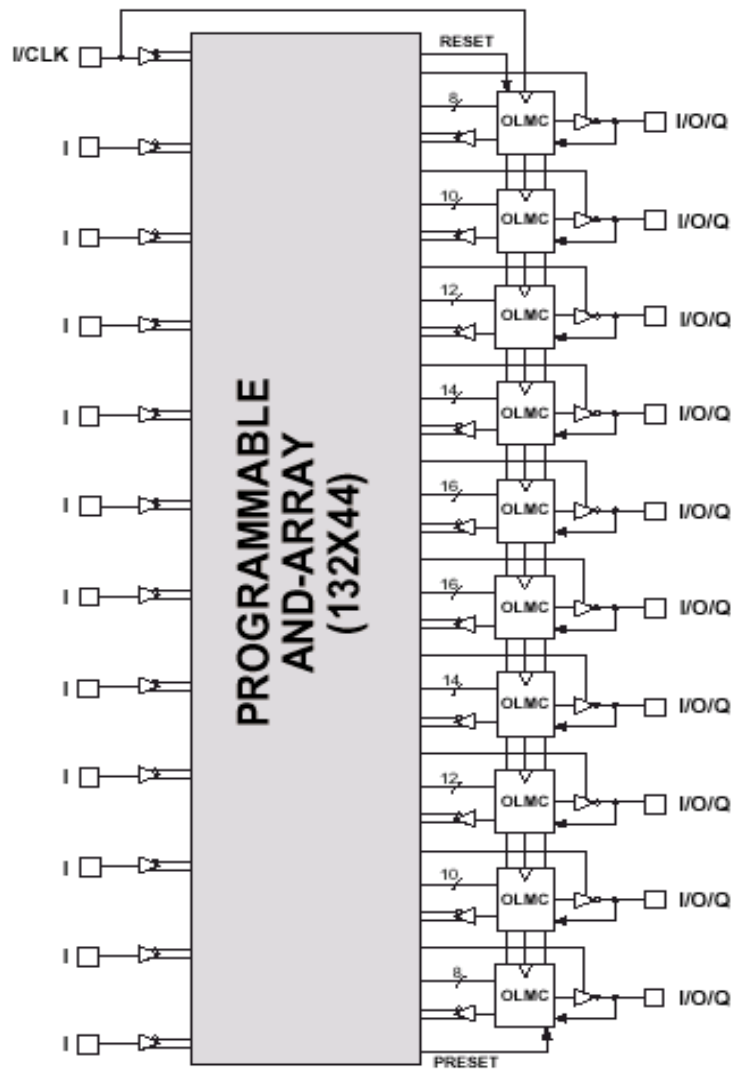 I/CLK
RESET
8
OLMC
I/O/Q
I
10
OLMC
I/O/Q
I
12
OLMC
I/O/Q
I
14
OLMC
I/O/Q
I
16
OLMC
I/O/Q
I
PROGRAMMABLE
AND-ARRAY
(132X44)
16
OLMC
I/O/Q
I
14
OLMC
I/O/Q
I
12
OLMC
I/O/Q
I
10
OLMC
I/O/Q
I
8
OLMC
I/O/Q
I
I
PRESET